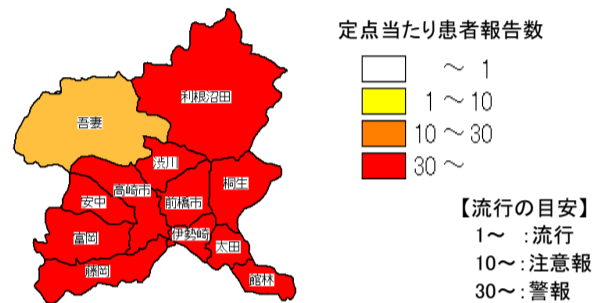 定点当たり患者報告数
～ 1
1 ～ 10
10 ～ 30
30 ～
【流行の目安】
1～ ：流行
10～：注意報
30～：警報
利根沼田
吾妻
渋川
高崎市
桐生
安中
前橋市
富岡
伊勢崎
太田
藤岡
館林